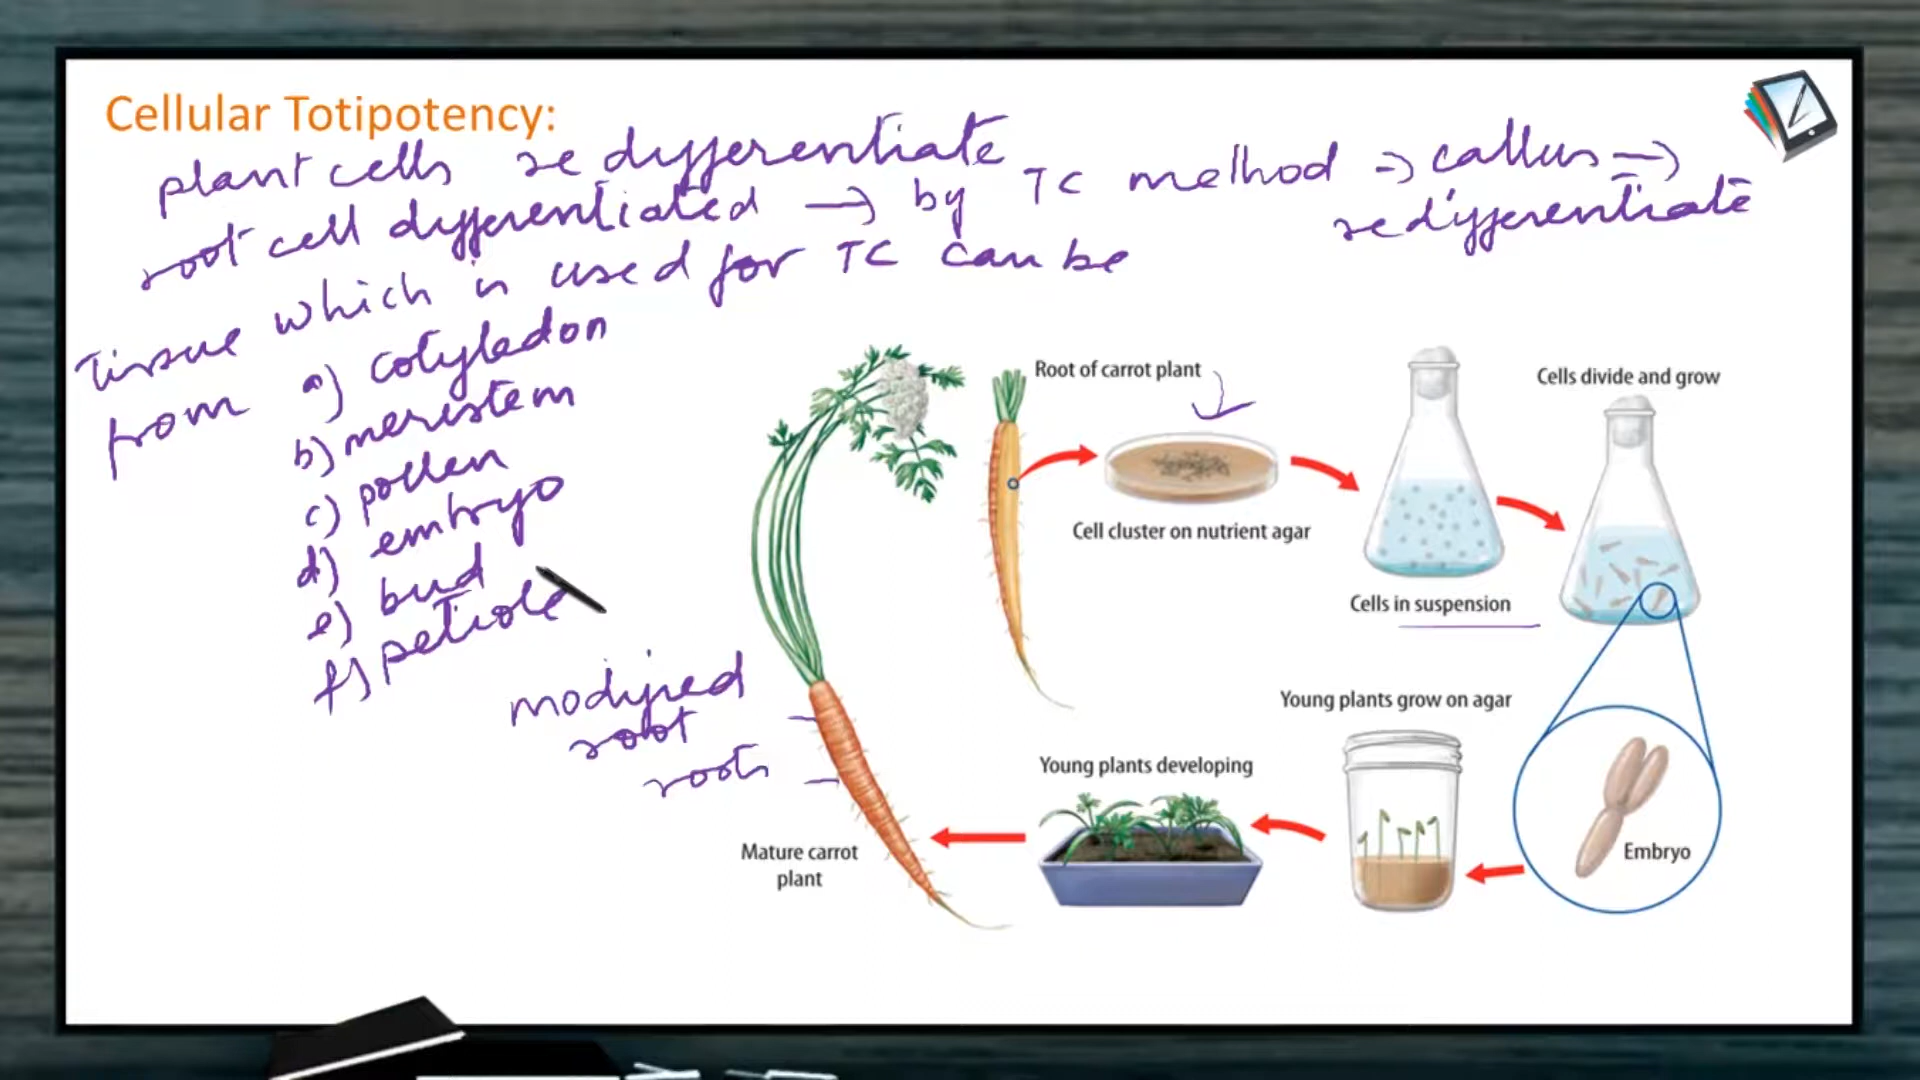 Cellular Totipotency:
plant cells redifferentiate
root cell differentiated → by TC method → callus →
redifferentiate
Tissue which is used for TC can be
from a) cotyledon
b) meristem
c) pollen
d) embryo
e) bud
f) petiole
modified
root
roots
Root of carrot plant
Cells divide and grow
Cell cluster on nutrient agar
Cells in suspension
Young plants grow on agar
Young plants developing
Embryo
Mature carrot
plant